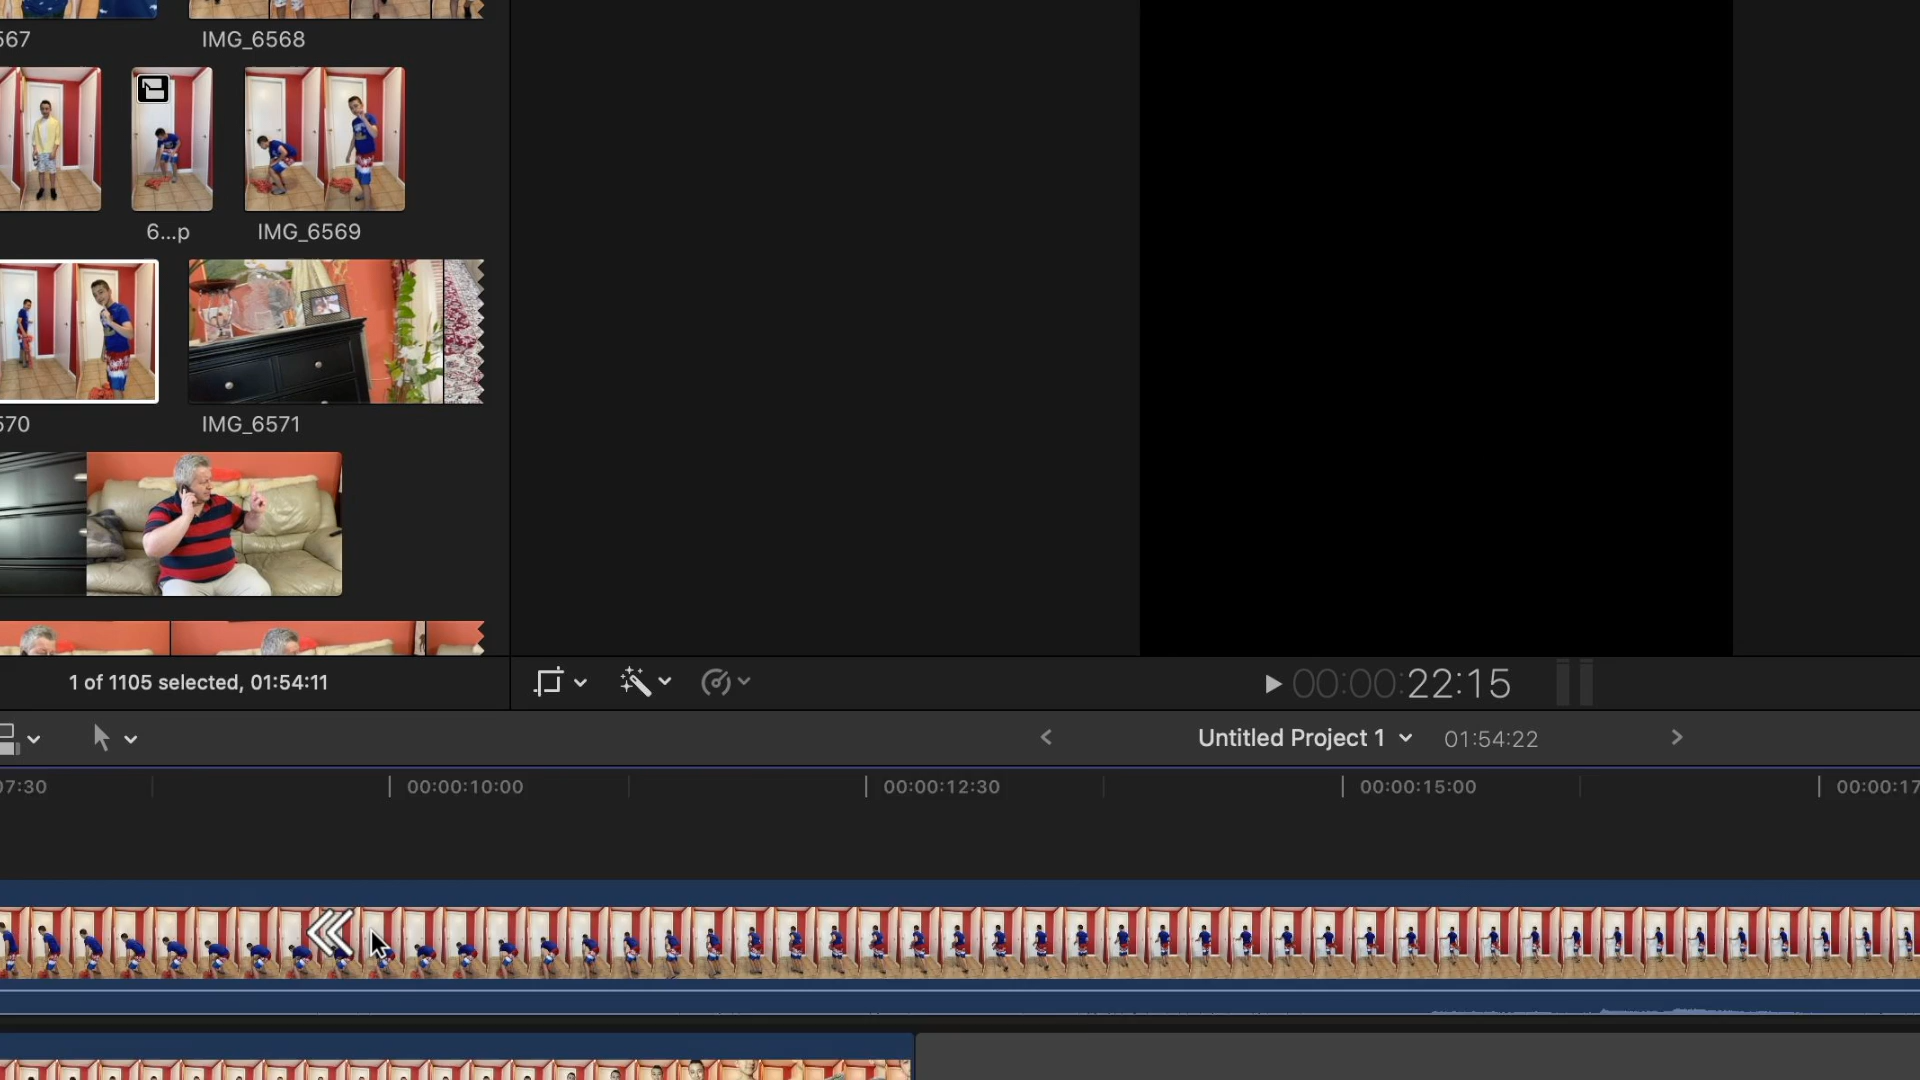 567
IMG_6568
6...p
IMG_6569
570
IMG_6571
1 of 1105 selected, 01:54:11
00:00:22:15
Untitled Project 1
01:54:22
07:30
00:00:10:00
00:00:12:30
00:00:15:00
00:00:17